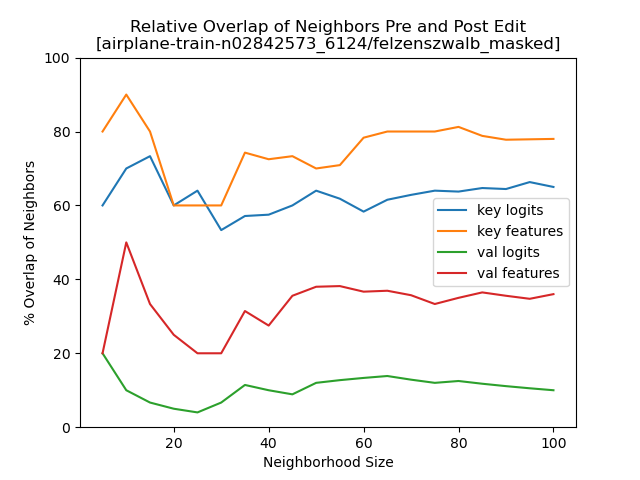 Relative Overlap of Neighbors Pre and Post Edit
[airplane-train-n02842573_6124/felzenszwalb_masked]
100
80
60
40
20
0
% Overlap of Neighbors
key logits
key features
val logits
val features
20 40 60 80 100
Neighborhood Size